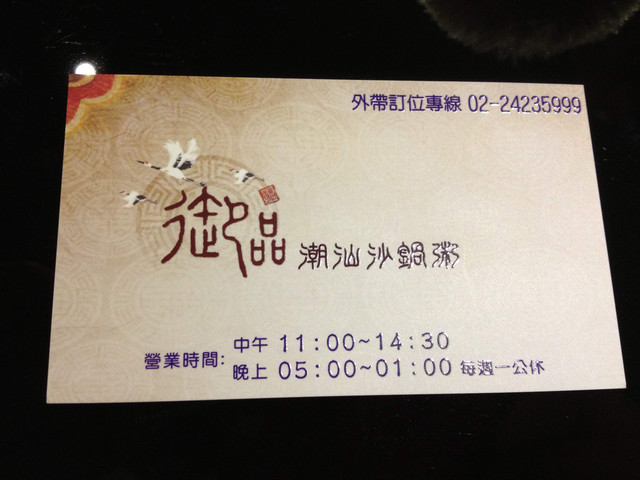 外帶訂位專線 02-24235999
御品 潮汕沙鍋粥
營業時間: 中午 11:00~14:30
晚上 05:00~01:00 每週一公休